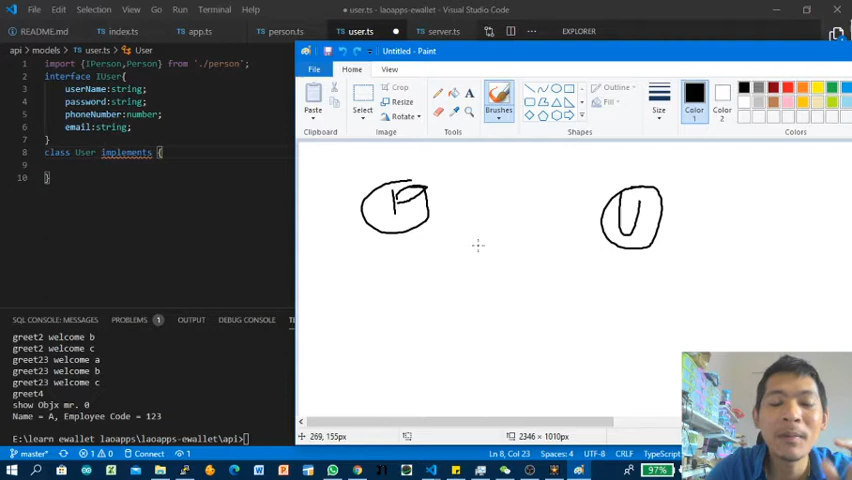 File Edit Selection View Go Run Terminal Help
● user.ts - laoapps-ewallet - Visual Studio Code
README.md index.ts app.ts person.ts user.ts server.ts
EXPLORER
api > models > user.ts > User
1 import {IPerson,Person} from './person';
2 interface IUser{
3 userName:string;
4 password:string;
5 phoneNumber:number;
6 email:string;
7 }
8 class User implements {
9
10 }
Untitled - Paint
File Home View
Paste
Clipboard
Select
Crop
Resize
Rotate
Image
Tools
Brushes
Shapes
Outline
Fill
Size
Color 1
Color 2
Colors
P
U
SQL CONSOLE: MESSAGES PROBLEMS 1 OUTPUT DEBUG CONSOLE
greet2 welcome b
greet2 welcome c
greet23 welcome a
greet23 welcome b
greet23 welcome c
greet4
show Objx mr. 0
Name = A, Employee Code = 123
E:\learn ewallet laoapps\laoapps-ewallet\api>
269, 155px
2346 × 1010px
master* 1 0 Connect 1
Ln 8, Col 23 Spaces: 4 UTF-8 TypeScript
97%